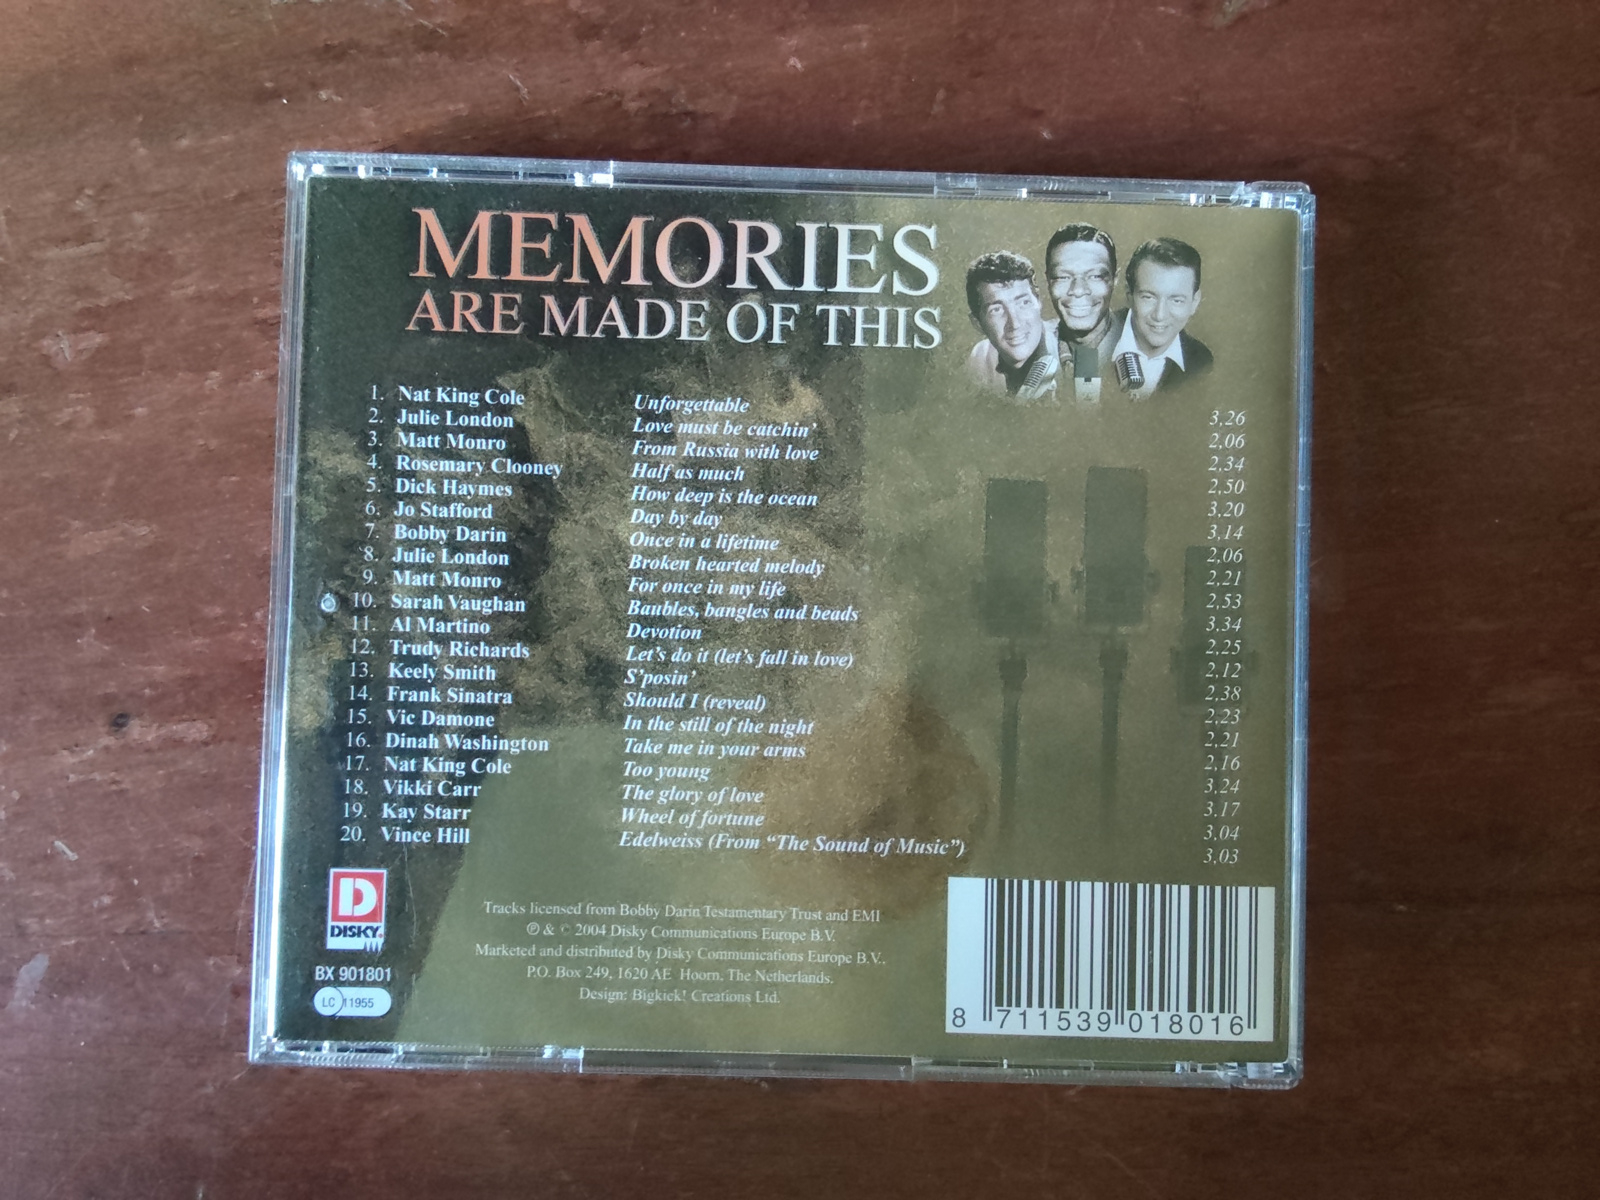 MEMORIES
ARE MADE OF THIS
1. Nat King Cole Unforgettable 3,26
2. Julie London Love must be catchin' 2,06
3. Matt Monro From Russia with love 2,34
4. Rosemary Clooney Half as much 2,50
5. Dick Haymes How deep is the ocean 3,20
6. Jo Stafford Day by day 3,14
7. Bobby Darin Once in a lifetime 2,06
8. Julie London Broken hearted melody 2,21
9. Matt Monro For once in my life 2,53
10. Sarah Vaughan Baubles, bangles and beads 3,34
11. Al Martino Devotion 2,25
12. Trudy Richards Let's do it (let's fall in love) 2,12
13. Keely Smith S'posin' 2,38
14. Frank Sinatra Should I (reveal) 2,23
15. Vic Damone In the still of the night 2,21
16. Dinah Washington Take me in your arms 2,16
17. Nat King Cole Too young 3,24
18. Vikki Carr The glory of love 3,17
19. Kay Starr Wheel of fortune 3,04
20. Vince Hill Edelweiss (From “The Sound of Music”) 3,03
D
DISKY
BX 901801
LC 11955
Tracks licensed from Bobby Darin Testamentary Trust and EMI
℗ & © 2004 Disky Communications Europe B.V.
Marketed and distributed by Disky Communications Europe B.V.,
P.O. Box 249, 1620 AE Hoorn, The Netherlands.
Design: Bigkick! Creations Ltd.
8 711539 018016